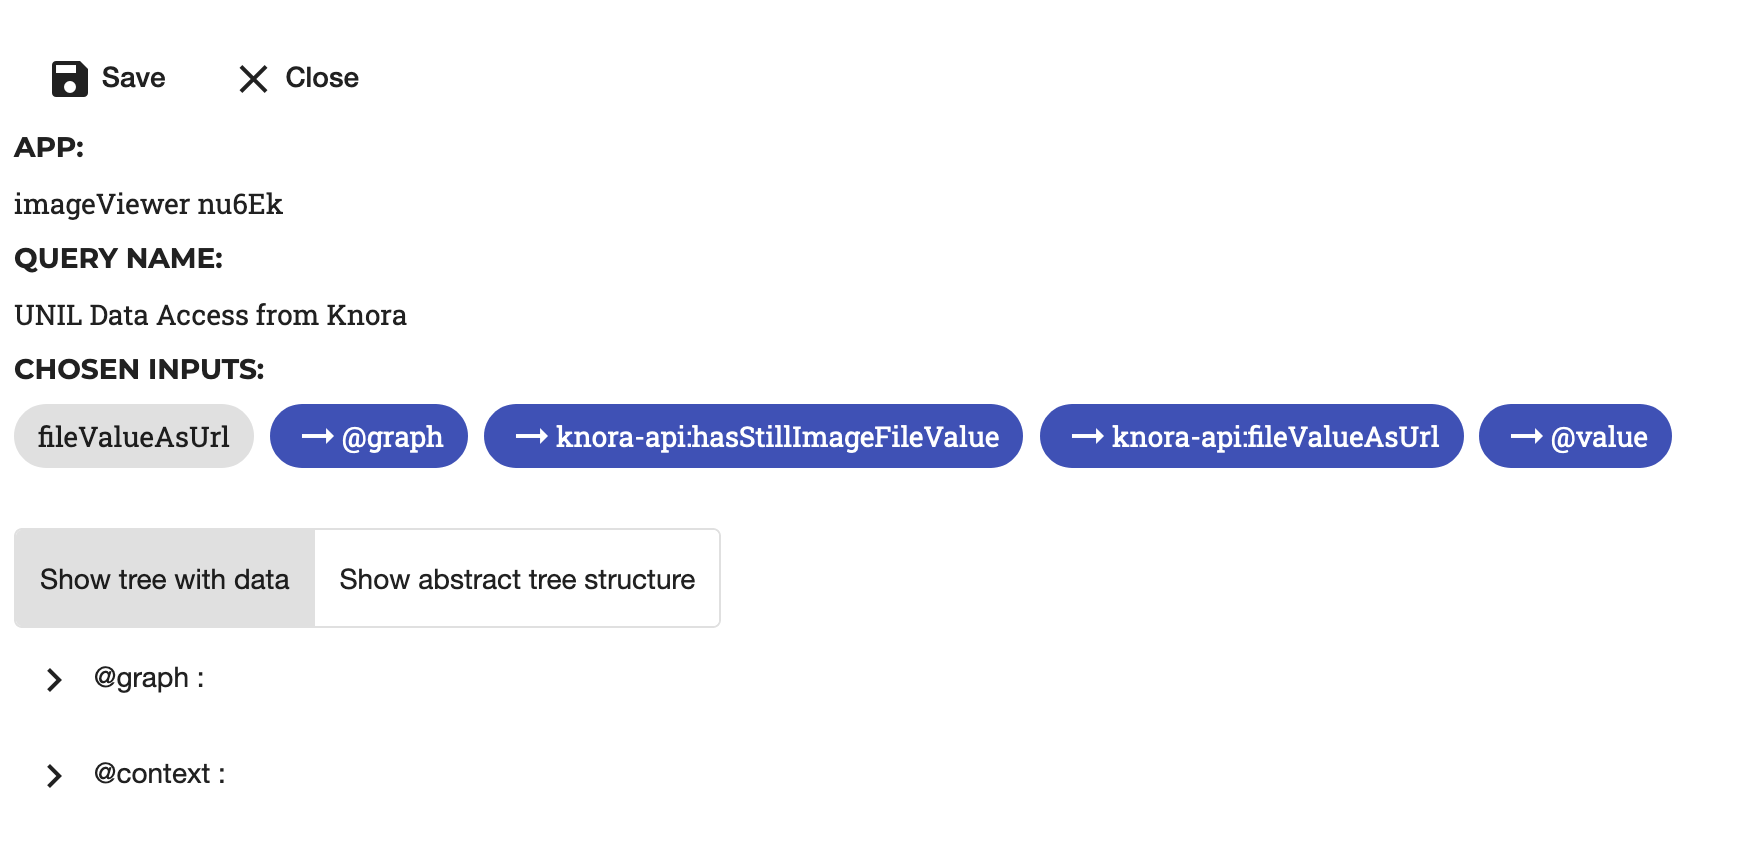 Save Close
APP:
imageViewer nu6Ek
QUERY NAME:
UNIL Data Access from Knora
CHOSEN INPUTS:
fileValueAsUrl → @graph → knora-api:hasStillImageFileValue → knora-api:fileValueAsUrl → @value
Show tree with data Show abstract tree structure
@graph :
@context :